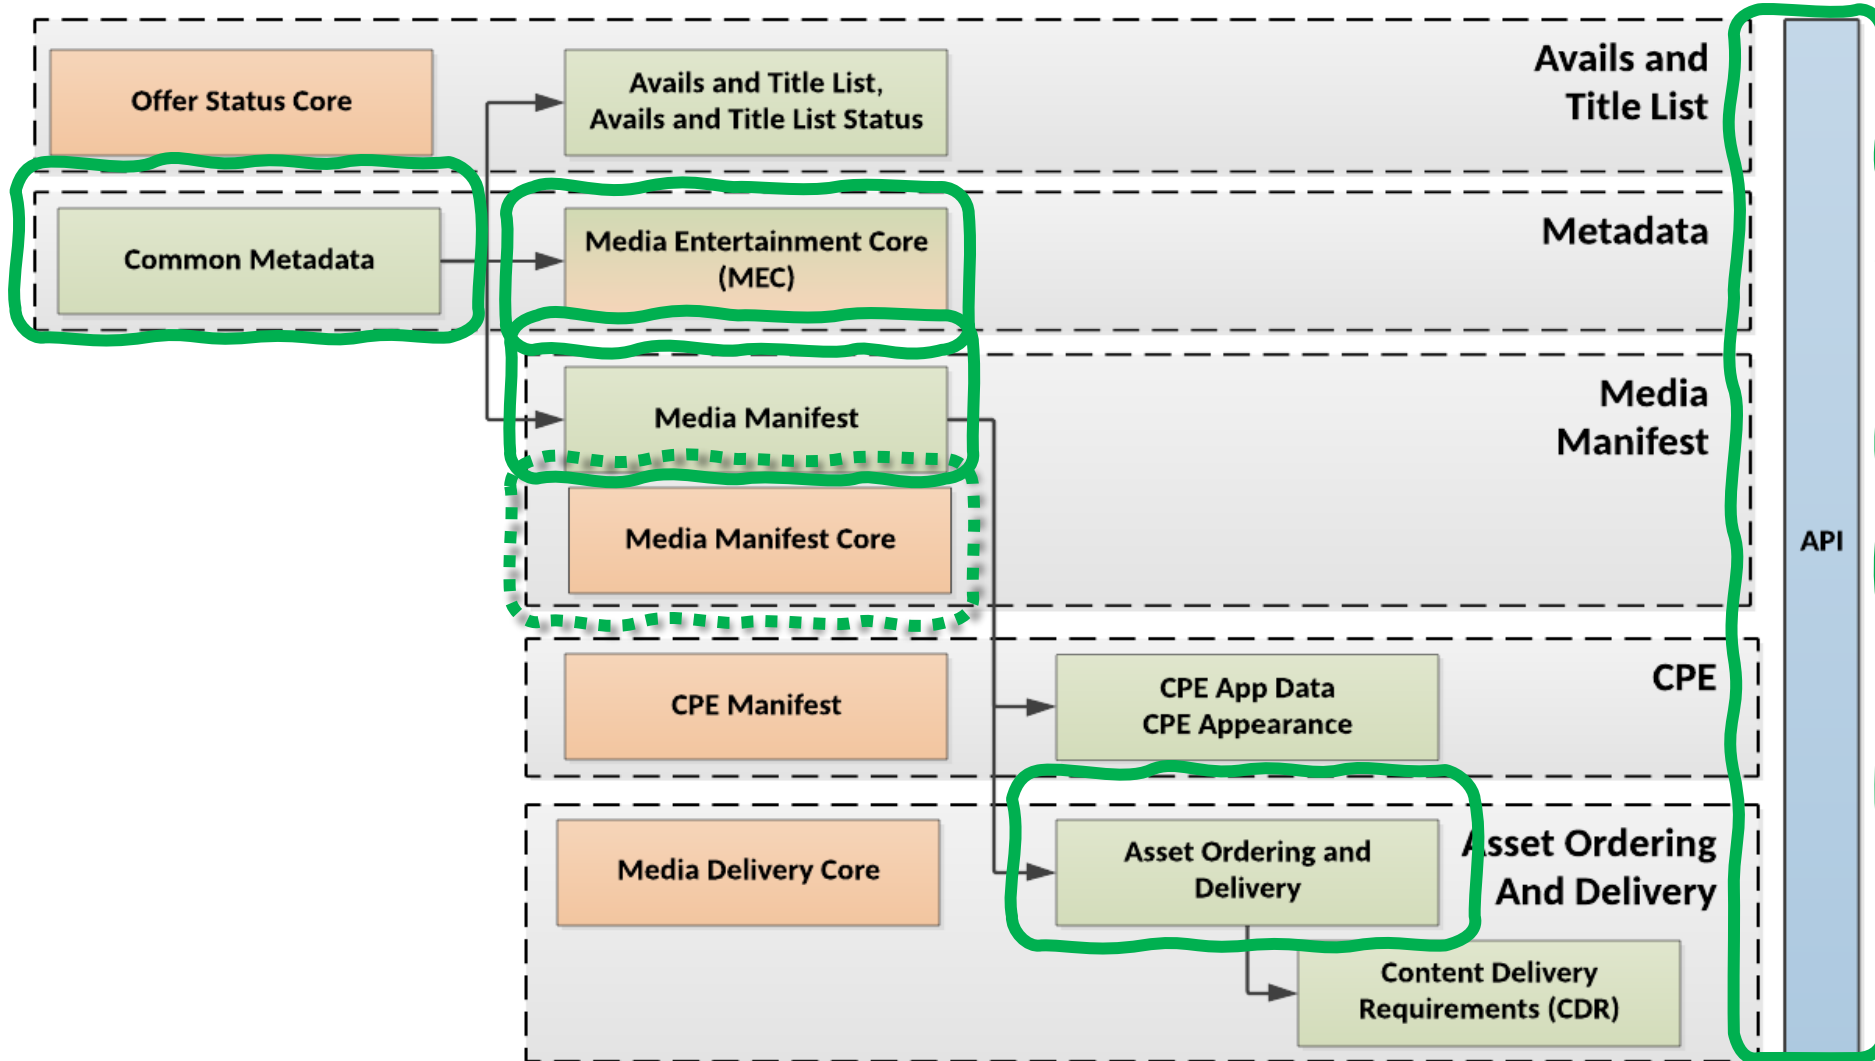 Offer Status Core
Avails and Title List,
Avails and Title List Status
Avails and
Title List
Common Metadata
Media Entertainment Core
(MEC)
Metadata
Media Manifest
Media
Manifest
Media Manifest Core
API
CPE Manifest
CPE App Data
CPE Appearance
CPE
Media Delivery Core
Asset Ordering and
Delivery
Asset Ordering
And Delivery
Content Delivery
Requirements (CDR)